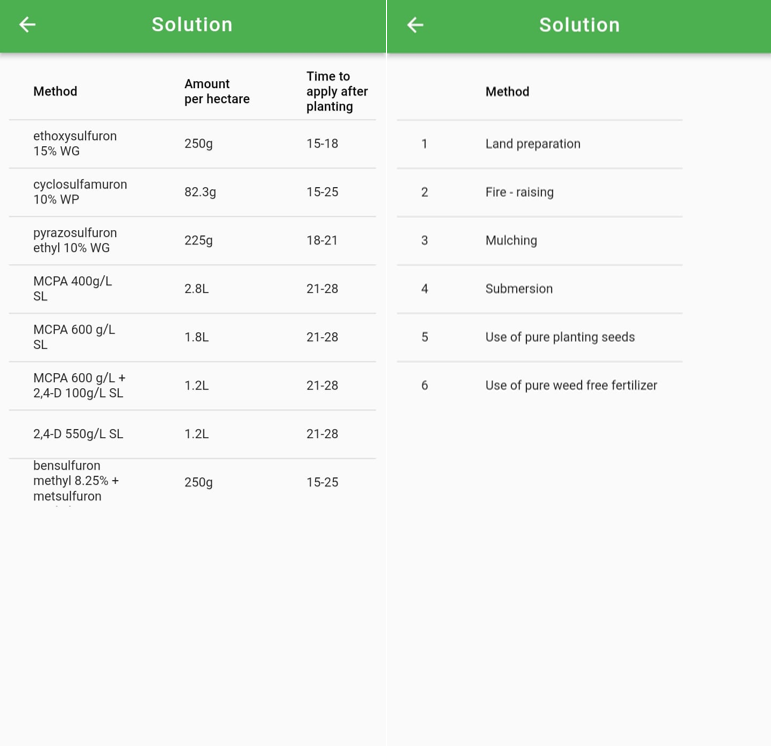 Solution
Method
Amount
per hectare
Time to
apply after
planting
ethoxysulfuron
15% WG
250g
15-18
cyclosulfamuron
10% WP
82.3g
15-25
pyrazosulfuron
ethyl 10% WG
225g
18-21
MCPA 400g/L
SL
2.8L
21-28
MCPA 600 g/L
SL
1.8L
21-28
MCPA 600 g/L +
2,4-D 100g/L SL
1.2L
21-28
2,4-D 550g/L SL
1.2L
21-28
bensulfuron
methyl 8.25% +
metsulfuron
250g
15-25
Solution
Method
1 Land preparation
2 Fire - raising
3 Mulching
4 Submersion
5 Use of pure planting seeds
6 Use of pure weed free fertilizer